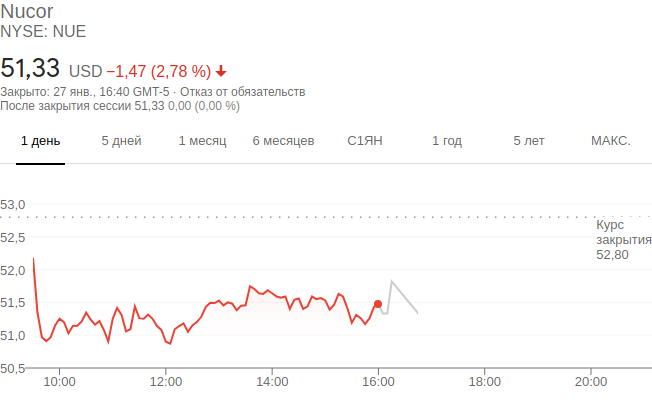 Nucor
NYSE: NUE
51,33 USD −1,47 (2,78 %)
Закрыто: 27 янв., 16:40 GMT-5 · Отказ от обязательств
После закрытия сессии 51,33 0,00 (0,00 %)
1 день 5 дней 1 месяц 6 месяцев С1ЯН 1 год 5 лет МАКС.
53,0
Курс
закрытия
52,80
52,5
52,0
51,5
51,0
50,5
10:00 12:00 14:00 16:00 18:00 20:00